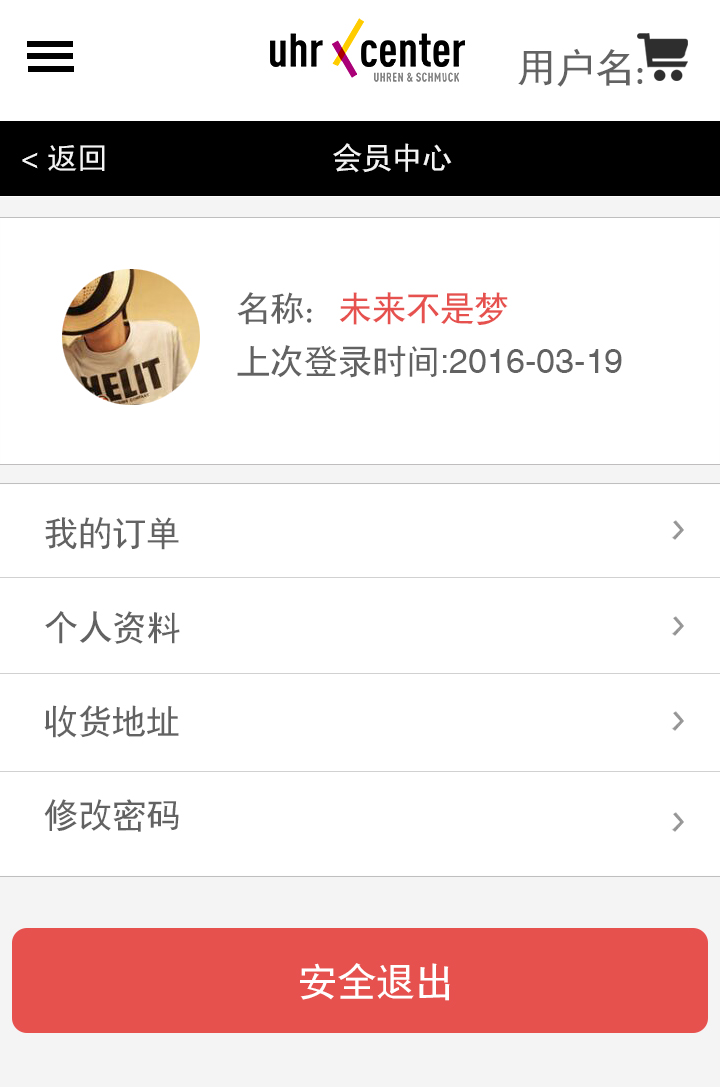 uhr center
UHREN & SCHMUCK
用户名:
< 返回
会员中心
HELIT
名称: 未来不是梦
上次登录时间:2016-03-19
我的订单
个人资料
收货地址
修改密码
安全退出